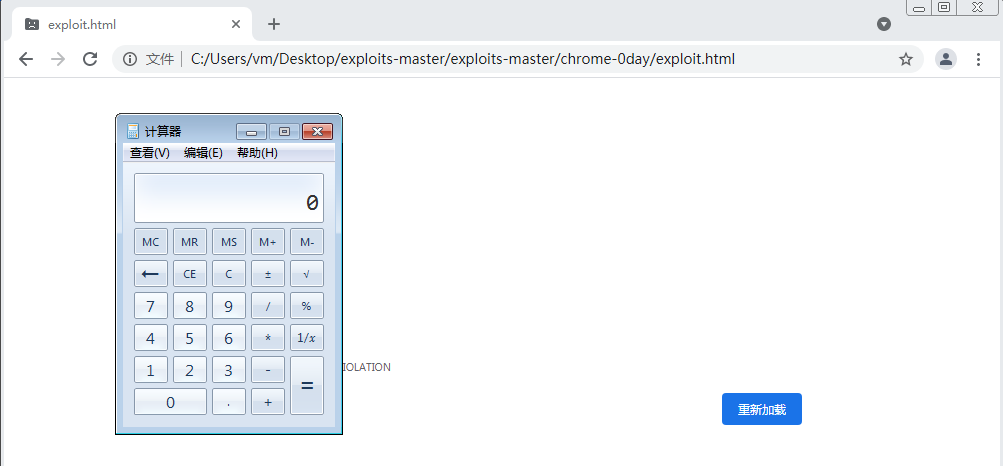 exploit.html
文件 C:/Users/vm/Desktop/exploits-master/exploits-master/chrome-0day/exploit.html
计算器
查看(V) 编辑(E) 帮助(H)
0
MC MR MS M+ M-
← CE C ± √
7 8 9 / %
4 5 6 * 1/x
1 2 3 - =
0 . +
IOLATION
重新加载